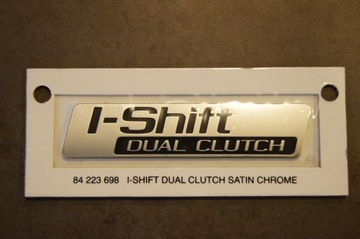 I-Shift
DUAL CLUTCH
84 223 698 I-SHIFT DUAL CLUTCH SATIN CHROME